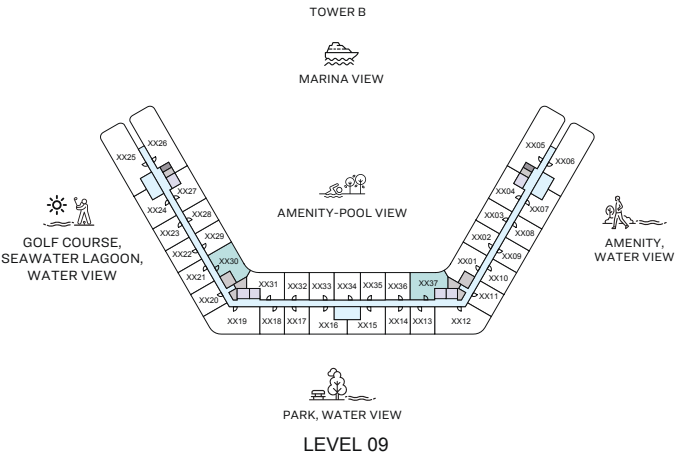 TOWER B
MARINA VIEW
XX26
XX25
XX05
XX06
XX27
XX04
XX24
XX28
XX03
XX07
XX23
XX29
XX02
XX08
AMENITY-POOL VIEW
GOLF COURSE,
SEAWATER LAGOON,
WATER VIEW
AMENITY,
WATER VIEW
XX22
XX30
XX01
XX09
XX21
XX31
XX32
XX33
XX34
XX35
XX36
XX37
XX10
XX20
XX11
XX19
XX18
XX17
XX16
XX15
XX14
XX13
XX12
PARK, WATER VIEW
LEVEL 09